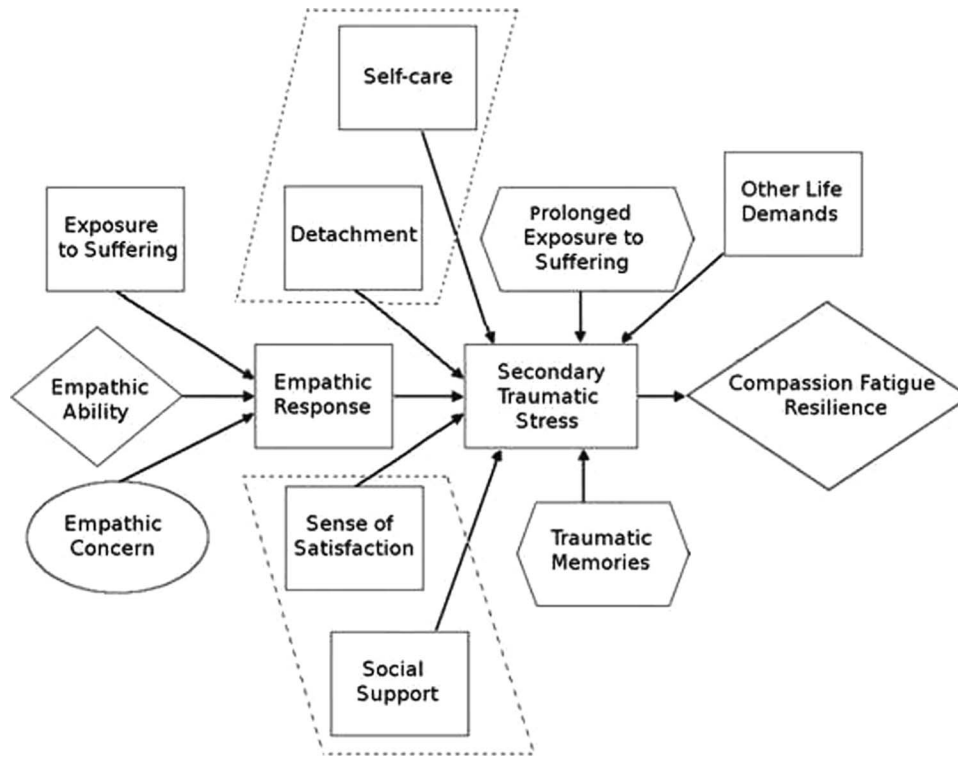 Self-care
Exposure
to Suffering
Detachment
Prolonged
Exposure to
Suffering
Other Life
Demands
Empathic
Ability
Empathic
Response
Secondary
Traumatic
Stress
Compassion Fatigue
Resilience
Empathic
Concern
Sense of
Satisfaction
Traumatic
Memories
Social
Support